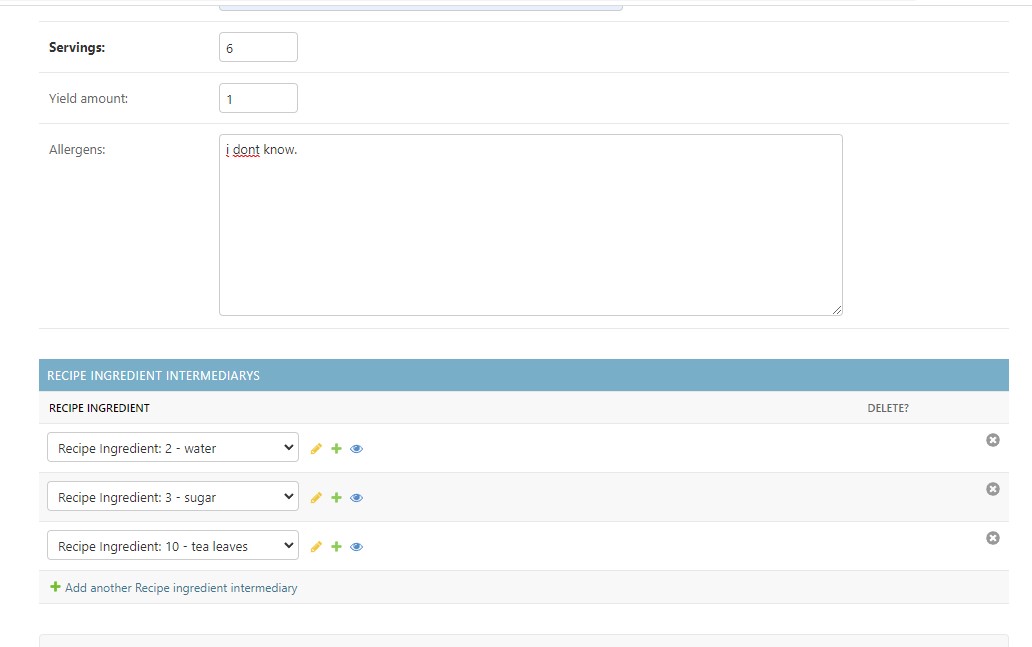 Servings:
6
Yield amount:
1
Allergens:
i dont know.
RECIPE INGREDIENT INTERMEDIARYS
RECIPE INGREDIENT DELETE?
Recipe Ingredient: 2 - water
Recipe Ingredient: 3 - sugar
Recipe Ingredient: 10 - tea leaves
Add another Recipe ingredient intermediary